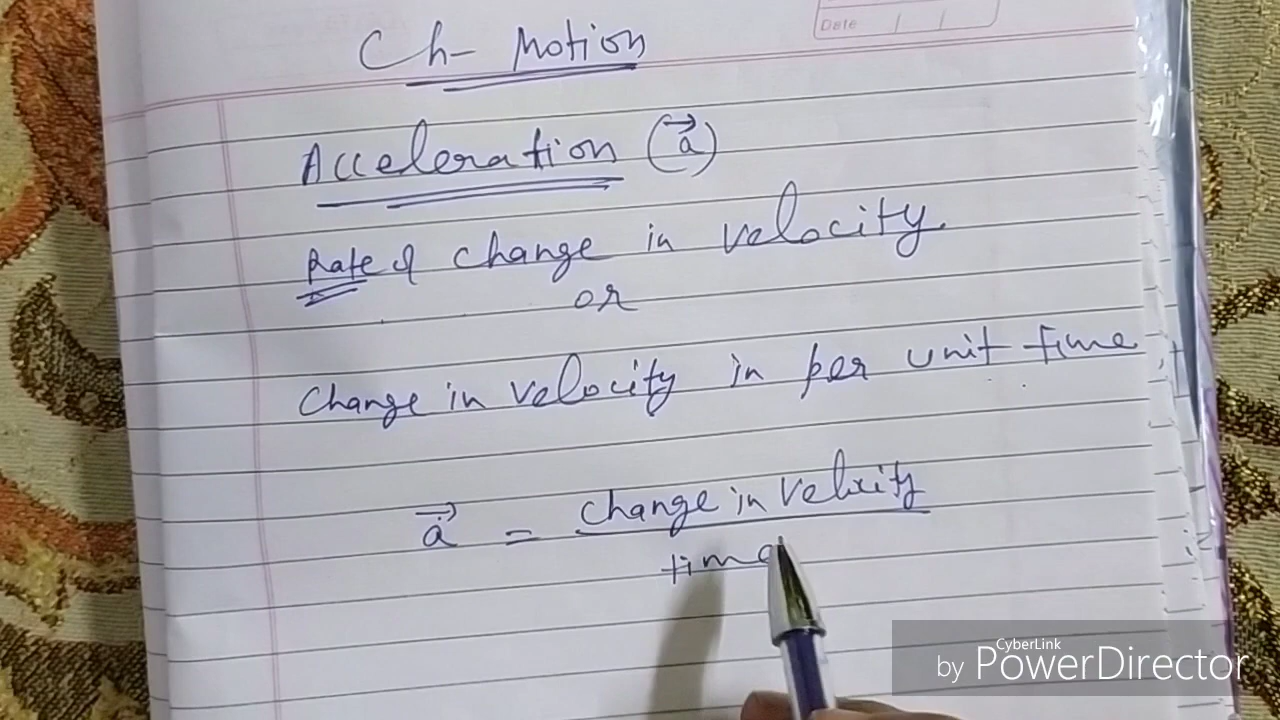 Date
Ch- Motion
Acceleration (a⃗)
Rate of change in velocity.
or
Change in velocity in per unit time
a⃗ = change in velocity
time
CyberLink
by PowerDirector